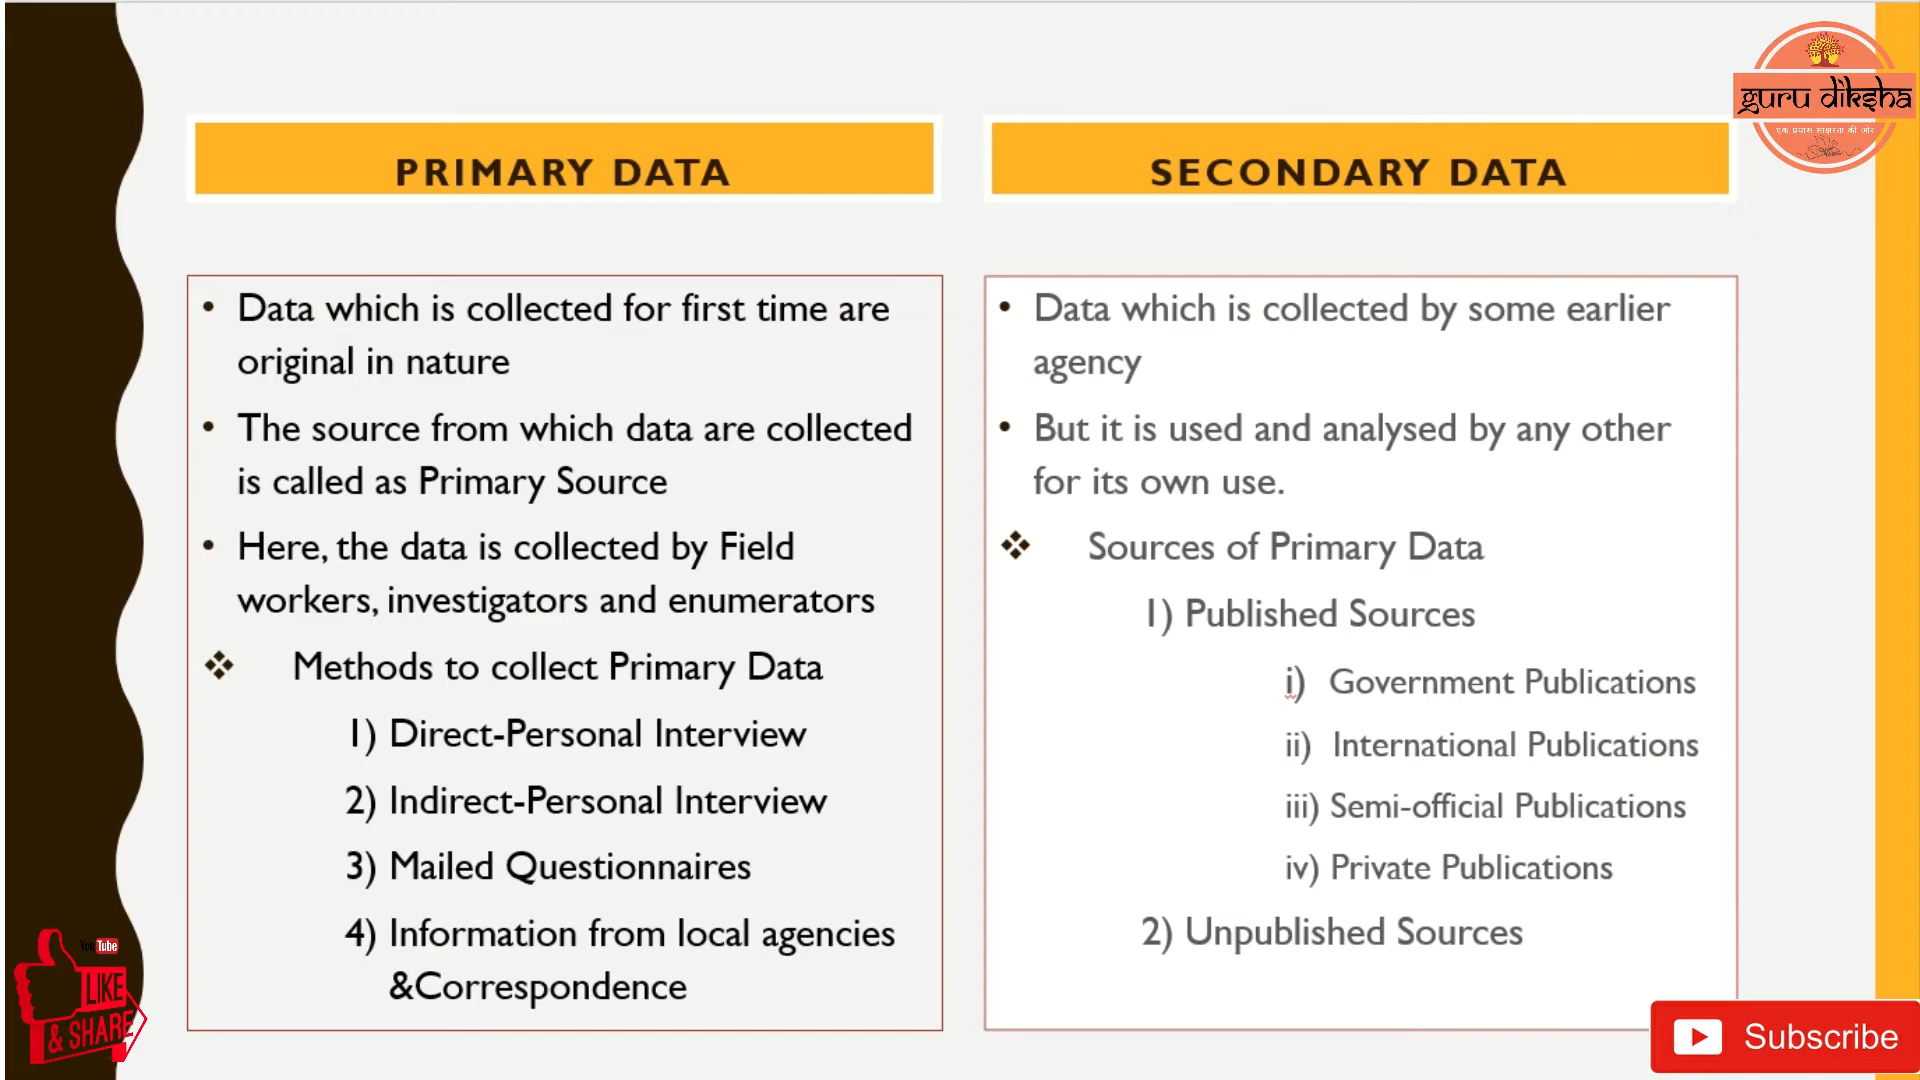 guru diksha
एक प्रयास साक्षरता की ओर
PRIMARY DATA
SECONDARY DATA
• Data which is collected for first time are
original in nature
• The source from which data are collected
is called as Primary Source
• Here, the data is collected by Field
workers, investigators and enumerators
❖ Methods to collect Primary Data
1) Direct-Personal Interview
2) Indirect-Personal Interview
3) Mailed Questionnaires
4) Information from local agencies
&Correspondence
• Data which is collected by some earlier
agency
• But it is used and analysed by any other
for its own use.
❖ Sources of Primary Data
1) Published Sources
i) Government Publications
ii) International Publications
iii) Semi-official Publications
iv) Private Publications
2) Unpublished Sources
YouTube
LIKE
& SHARE
Subscribe